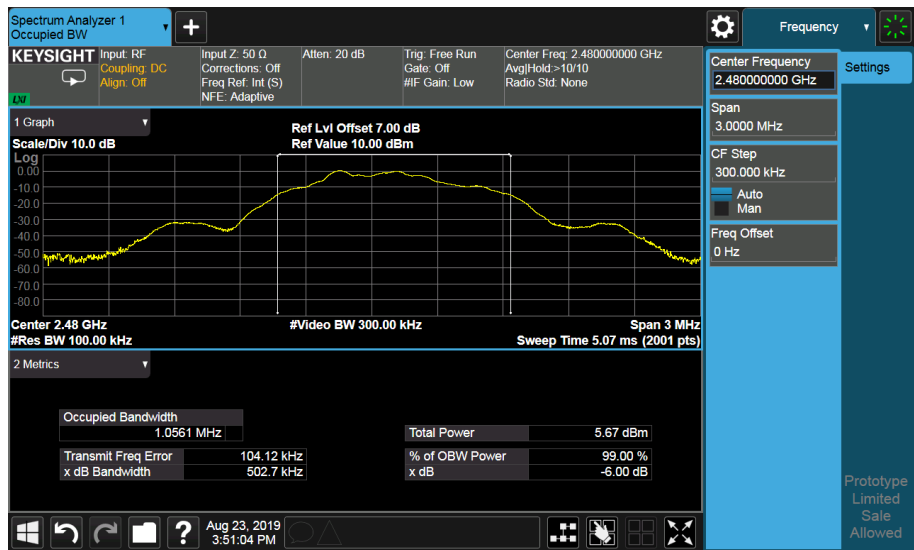 Spectrum Analyzer 1
Occupied BW
+
Frequency
KEYSIGHT
LXI
Input: RF
Coupling: DC
Align: Off
Input Z: 50 Ω
Corrections: Off
Freq Ref: Int (S)
NFE: Adaptive
Atten: 20 dB
Trig: Free Run
Gate: Off
#IF Gain: Low
Center Freq: 2.480000000 GHz
Avg|Hold:>10/10
Radio Std: None
Center Frequency
2.480000000 GHz
Settings
Span
3.0000 MHz
CF Step
300.000 kHz
Auto
Man
Freq Offset
0 Hz
1 Graph
Scale/Div 10.0 dB
Ref Lvl Offset 7.00 dB
Ref Value 10.00 dBm
Log
0.00
-10.0
-20.0
-30.0
-40.0
-50.0
-60.0
-70.0
-80.0
Center 2.48 GHz
#Res BW 100.00 kHz
#Video BW 300.00 kHz
Span 3 MHz
Sweep Time 5.07 ms (2001 pts)
2 Metrics
Occupied Bandwidth
1.0561 MHz
Total Power 5.67 dBm
Transmit Freq Error 104.12 kHz
% of OBW Power 99.00 %
x dB Bandwidth 502.7 kHz
x dB -6.00 dB
Prototype
Limited
Sale
Allowed
?
Aug 23, 2019
3:51:04 PM